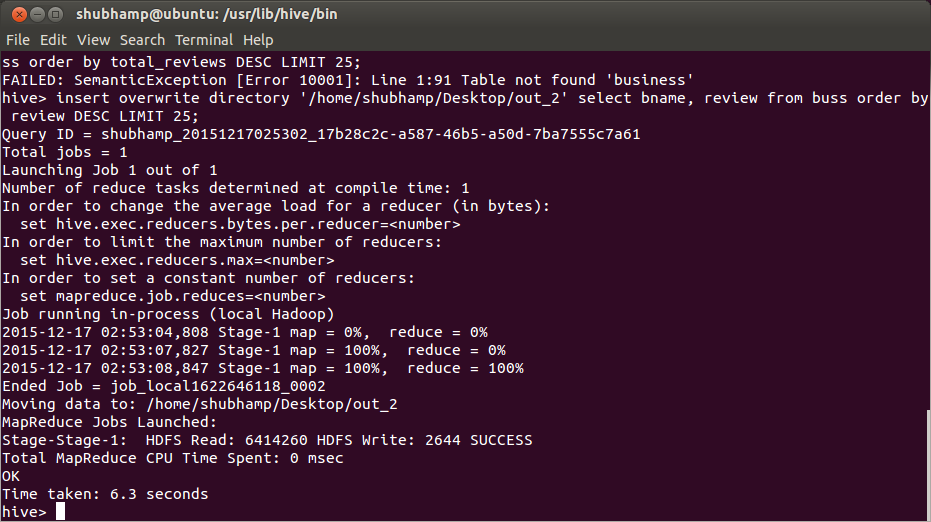 shubhamp@ubuntu: /usr/lib/hive/bin
File Edit View Search Terminal Help
ss order by total_reviews DESC LIMIT 25;
FAILED: SemanticException [Error 10001]: Line 1:91 Table not found 'business'
hive> insert overwrite directory '/home/shubhamp/Desktop/out_2' select bname, review from buss order by
 review DESC LIMIT 25;
Query ID = shubhamp_20151217025302_17b28c2c-a587-46b5-a50d-7ba7555c7a61
Total jobs = 1
Launching Job 1 out of 1
Number of reduce tasks determined at compile time: 1
In order to change the average load for a reducer (in bytes):
  set hive.exec.reducers.bytes.per.reducer=<number>
In order to limit the maximum number of reducers:
  set hive.exec.reducers.max=<number>
In order to set a constant number of reducers:
  set mapreduce.job.reduces=<number>
Job running in-process (local Hadoop)
2015-12-17 02:53:04,808 Stage-1 map = 0%,  reduce = 0%
2015-12-17 02:53:07,827 Stage-1 map = 100%,  reduce = 0%
2015-12-17 02:53:08,847 Stage-1 map = 100%,  reduce = 100%
Ended Job = job_local1622646118_0002
Moving data to: /home/shubhamp/Desktop/out_2
MapReduce Jobs Launched:
Stage-Stage-1:  HDFS Read: 6414260 HDFS Write: 2644 SUCCESS
Total MapReduce CPU Time Spent: 0 msec
OK
Time taken: 6.3 seconds
hive>